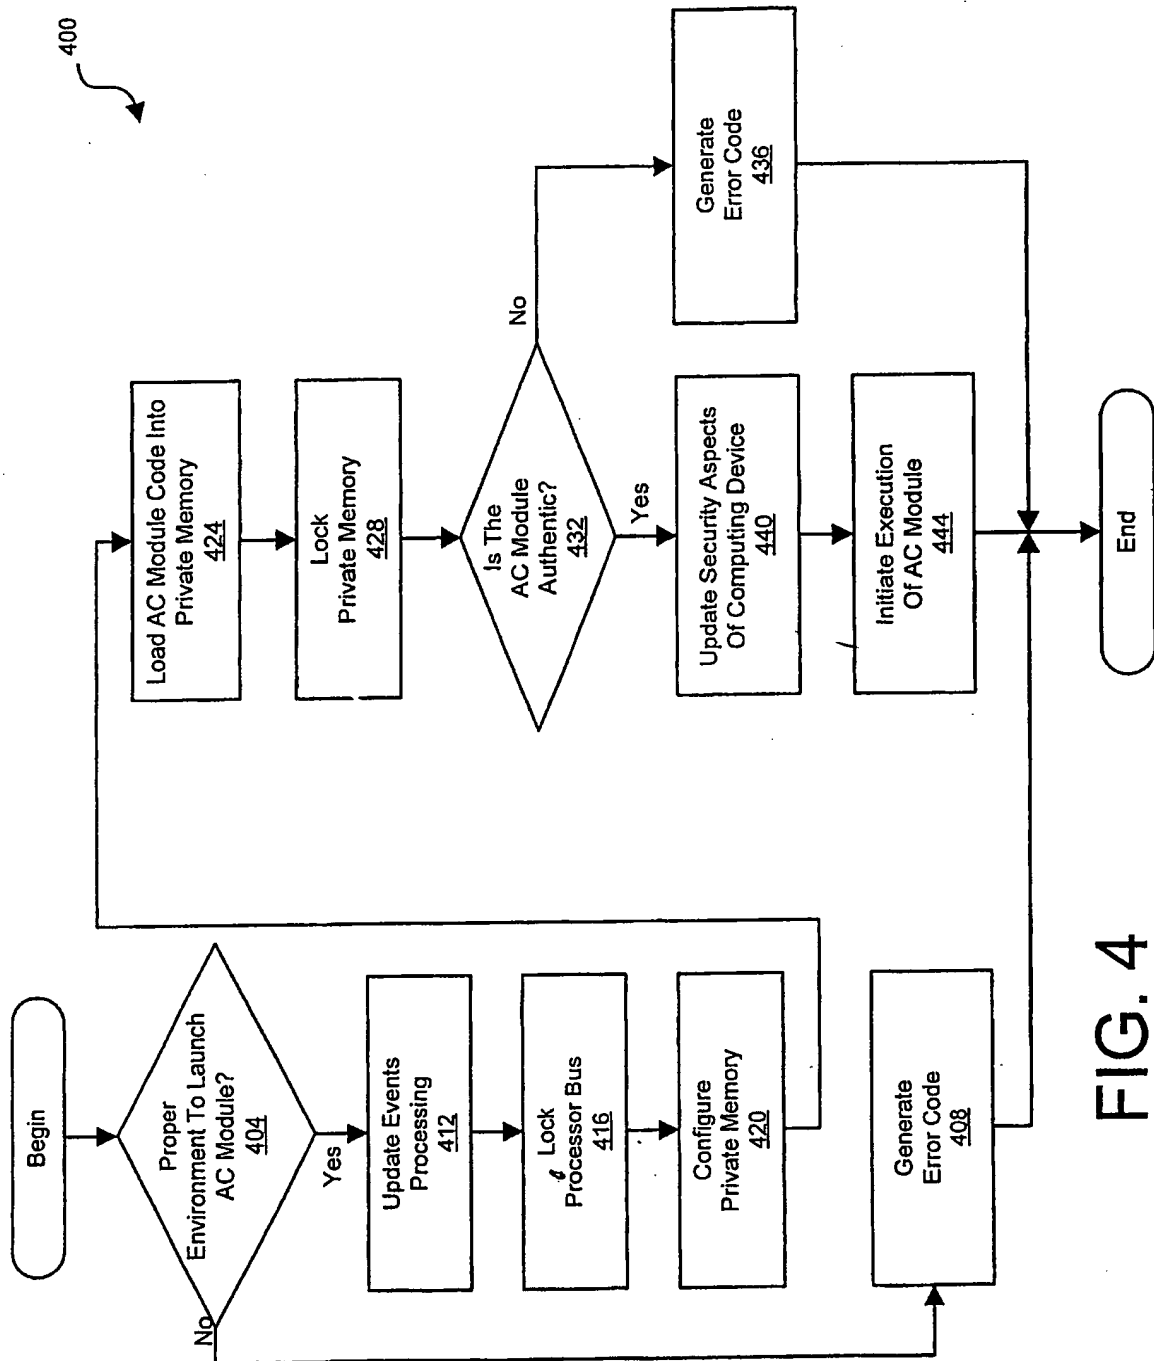 400
Begin
Proper
Environment To Launch
AC Module?
404
No
Yes
Update Events
Processing
412
Lock
Processor Bus
416
Configure
Private Memory
420
Generate
Error Code
408
Load AC Module Code Into
Private Memory
424
Lock
Private Memory
428
Is The
AC Module
Authentic?
432
No
Yes
Generate
Error Code
436
Update Security Aspects
Of Computing Device
440
Initiate Execution
Of AC Module
444
End
FIG. 4